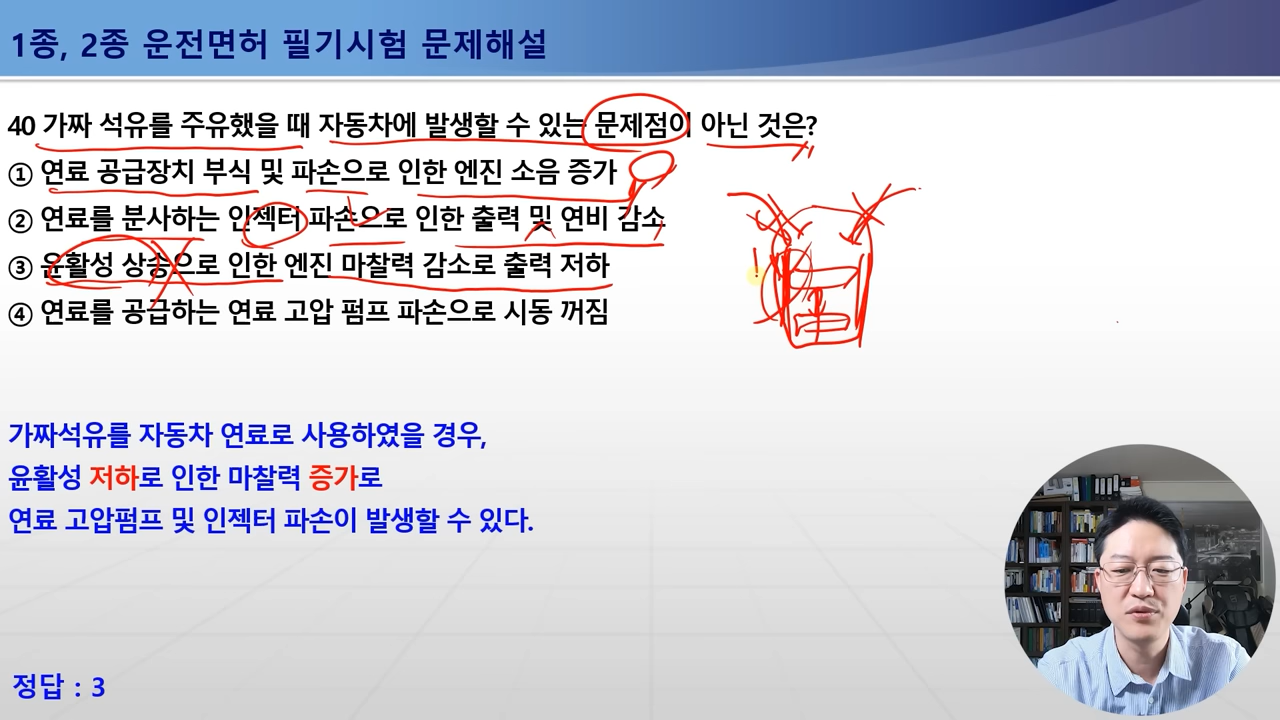 1종, 2종 운전면허 필기시험 문제해설
40 가짜 석유를 주유했을 때 자동차에 발생할 수 있는 문제점이 아닌 것은?
① 연료 공급장치 부식 및 파손으로 인한 엔진 소음 증가
② 연료를 분사하는 인젝터 파손으로 인한 출력 및 연비 감소
③ 윤활성 상승으로 인한 엔진 마찰력 감소로 출력 저하
④ 연료를 공급하는 연료 고압 펌프 파손으로 시동 꺼짐
가짜석유를 자동차 연료로 사용하였을 경우,
윤활성 저하로 인한 마찰력 증가로
연료 고압펌프 및 인젝터 파손이 발생할 수 있다.
정답 : 3